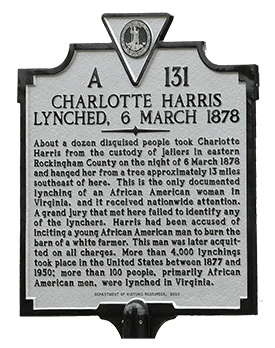 A 131
CHARLOTTE HARRIS
LYNCHED, 6 MARCH 1878
About a dozen disguised people took Charlotte
Harris from the custody of jailers in eastern
Rockingham County on the night of 6 March 1878
and hanged her from a tree approximately 13 miles
southeast of here. This is the only documented
lynching of an African American woman in
Virginia, and it received nationwide attention.
A grand jury that met here failed to identify any
of the lynchers. Harris had been accused of
inciting a young African American man to burn the
barn of a white farmer. This man was later acquit-
ted on all charges. More than 4,000 lynchings
took place in the United States between 1877 and
1950; more than 100 people, primarily African
American men, were lynched in Virginia.
DEPARTMENT OF HISTORIC RESOURCES,